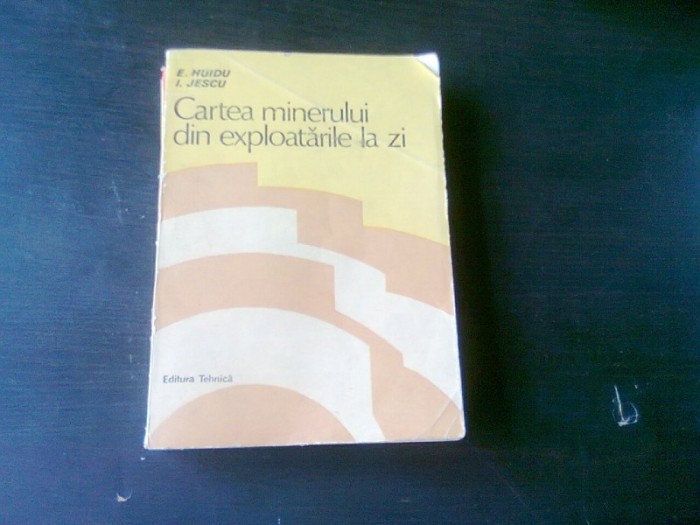 E. HUIDU
I. JESCU
Cartea minerului
din exploatările la zi
Editura Tehnică